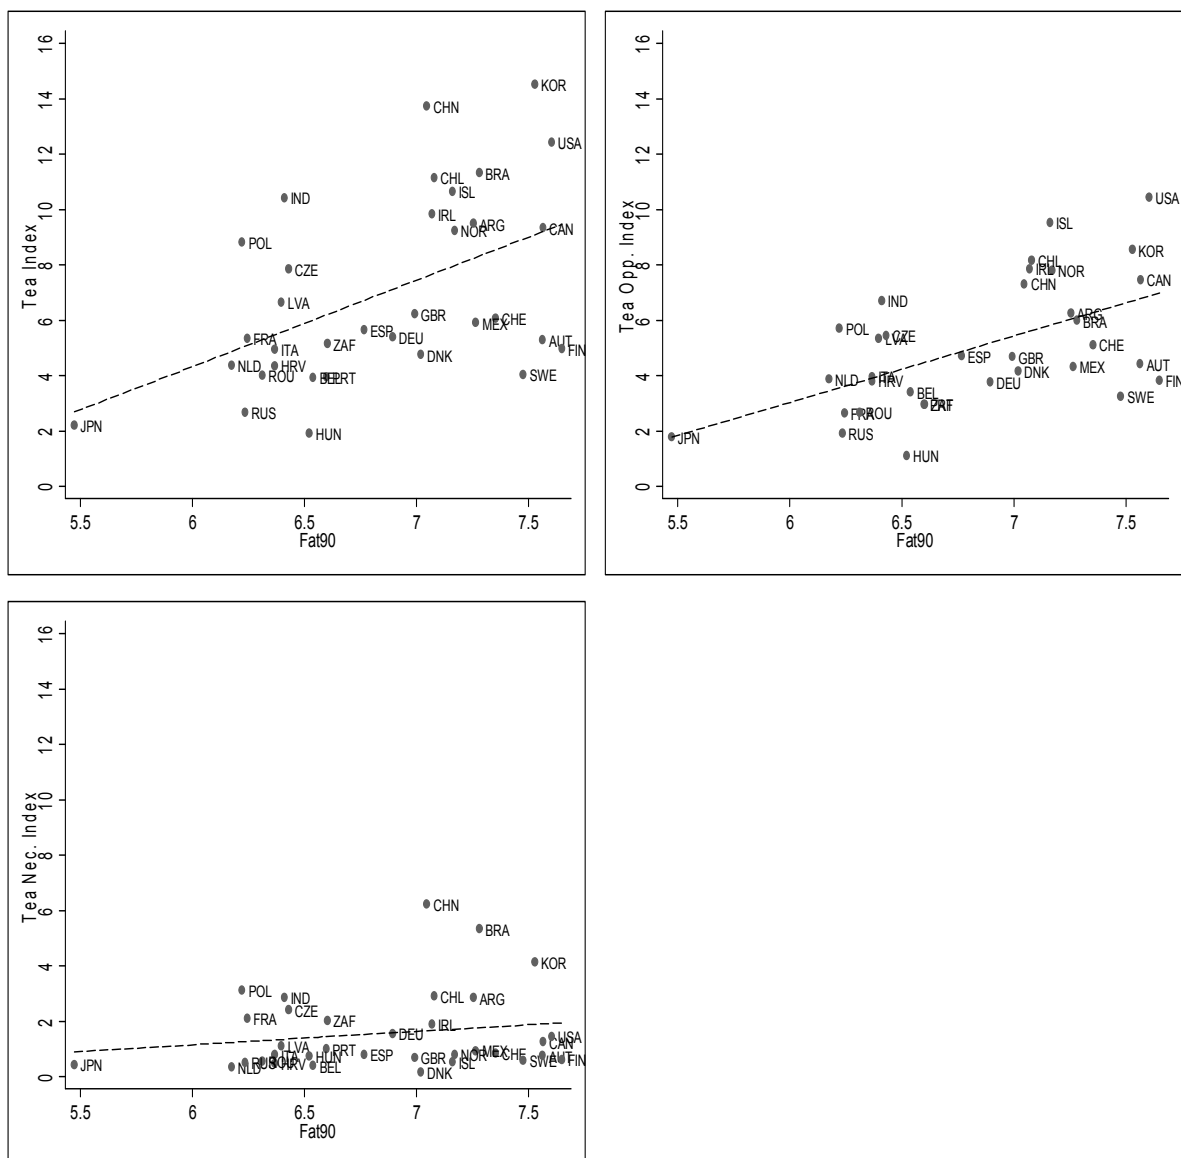 16
14
12
10
8
6
4
2
0
Tea Index
KOR
CHN
USA
BRA
CHL
ISL
IND
IRL
ARG
CAN
NOR
POL
CZE
LVA
GBR
CHE
MEX
ESP
FRA
DEU
AUT
ZAF
ITA
FIN
DNK
NLD
HRV
ROU
BEL
PRT
SWE
RUS
JPN
HUN
5.5 6 6.5 7 7.5
Fat90
16
14
12
10
8
6
4
2
0
Tea Opp. Index
USA
ISL
KOR
CHL
IRL
NOR
CAN
CHN
IND
ARG
BRA
POL
CZE
LVA
CHE
ESP
GBR
AUT
MEX
DNK
NLD
ITA
HRV
DEU
FIN
BEL
SWE
PRT
ZAF
FRA
ROU
RUS
JPN
HUN
5.5 6 6.5 7 7.5
Fat90
16
14
12
10
8
6
4
2
0
Tea Nec. Index
CHN
BRA
KOR
POL
IND
CHL
ARG
CZE
FRA
ZAF
IRL
DEU
USA
CAN
LVA
PRT
MEX
ITA
HUN
ESP
NOR
CHE
AUT
GBR
RUS
ROU
HRV
ISL
SWE
FIN
JPN
NLD
BEL
DNK
5.5 6 6.5 7 7.5
Fat90